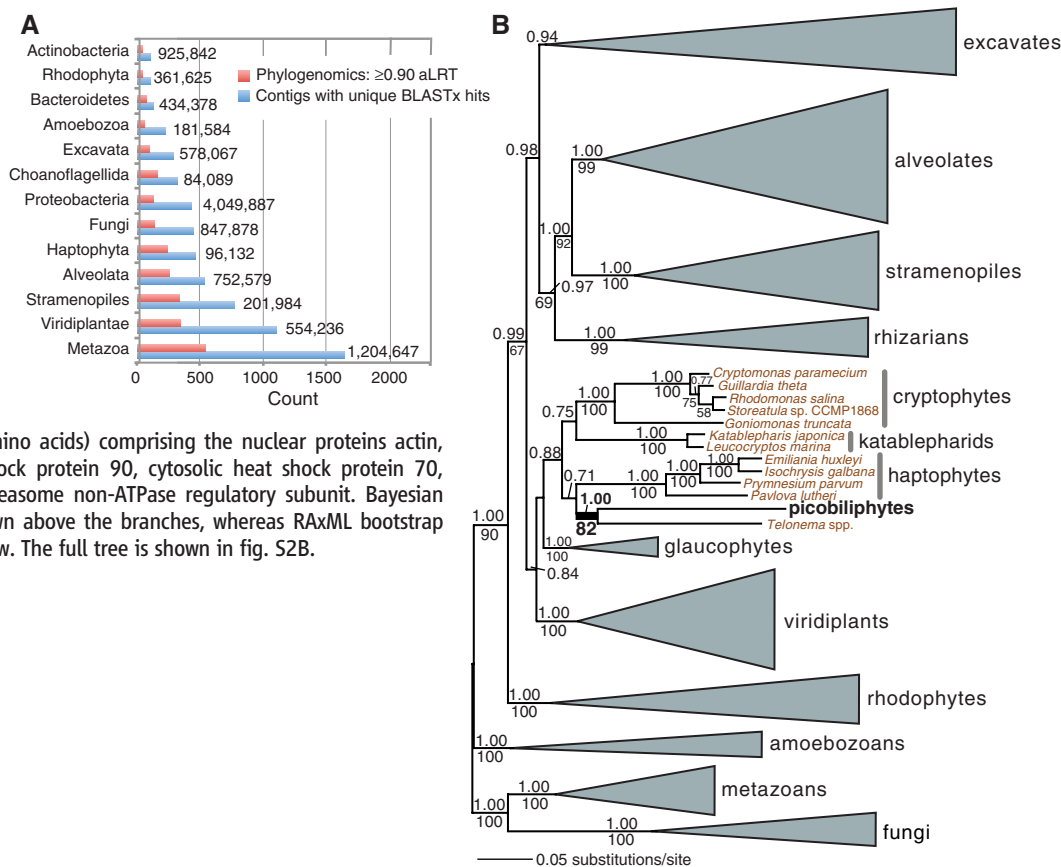 A
Actinobacteria 925,842
Rhodophyta 361,625
Bacteroidetes 434,378
Amoebozoa 181,584
Excavata 578,067
Choanoflagellida 84,089
Proteobacteria 4,049,887
Fungi 847,878
Haptophyta 96,132
Alveolata 752,579
Stramenopiles 201,984
Viridiplantae 554,236
Metazoa 1,204,647
Phylogenomics: ≥0.90 aLRT
Contigs with unique BLASTx hits
0 500 1000 1500 2000
Count
nino acids) comprising the nuclear proteins actin,
ock protein 90, cytosolic heat shock protein 70,
easome non-ATPase regulatory subunit. Bayesian
wn above the branches, whereas RAxML bootstrap
w. The full tree is shown in fig. S2B.
B
0.94
excavates
0.98
1.00
99
alveolates
1.00
92
1.00
100
stramenopiles
0.97
69
1.00
99
rhizarians
0.99
67
1.00
100
0.77
75
58
Cryptomonas paramecium
Guillardia theta
Rhodomonas salina
Storeatula sp. CCMP1868
Goniomonas truncata
cryptophytes
1.00
100
0.75
1.00
100
Katablepharis japonica
Leucocryptos marina
katablepharids
0.88
0.71
1.00
100
1.00
100
1.00
100
1.00
100
Emiliania huxleyi
Isochrysis galbana
Prymnesium parvum
Pavlova lutheri
haptophytes
1.00
82
picobiliphytes
Telonema spp.
1.00
100
glaucophytes
0.84
1.00
90
1.00
100
viridiplants
1.00
100
rhodophytes
1.00
100
amoebozoans
1.00
100
metazoans
1.00
100
1.00
100
fungi
0.05 substitutions/site